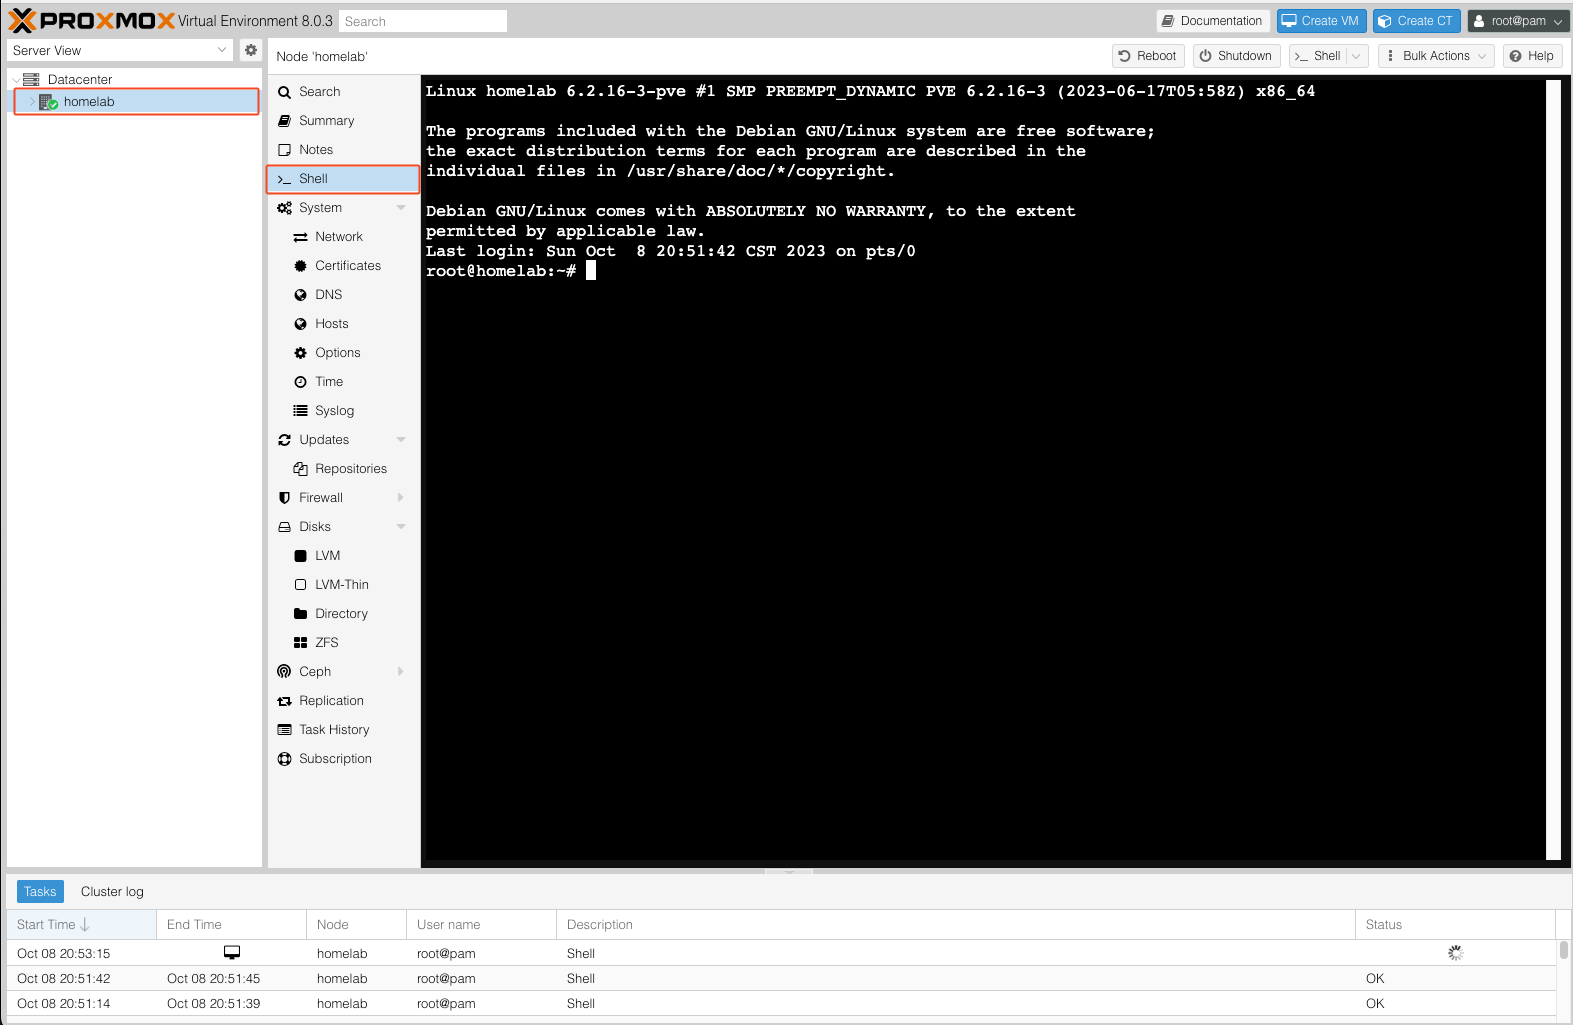 PROXMOX Virtual Environment 8.0.3 Search Documentation Create VM Create CT root@pam
Server View
Datacenter
homelab
Node 'homelab' Reboot Shutdown >_ Shell Bulk Actions Help
Search
Summary
Notes
>_ Shell
System
Network
Certificates
DNS
Hosts
Options
Time
Syslog
Updates
Repositories
Firewall
Disks
LVM
LVM-Thin
Directory
ZFS
Ceph
Replication
Task History
Subscription
Linux homelab 6.2.16-3-pve #1 SMP PREEMPT_DYNAMIC PVE 6.2.16-3 (2023-06-17T05:58Z) x86_64
The programs included with the Debian GNU/Linux system are free software;
the exact distribution terms for each program are described in the
individual files in /usr/share/doc/*/copyright.
Debian GNU/Linux comes with ABSOLUTELY NO WARRANTY, to the extent
permitted by applicable law.
Last login: Sun Oct  8 20:51:42 CST 2023 on pts/0
root@homelab:~#
Tasks Cluster log
Start Time End Time Node User name Description Status
Oct 08 20:53:15 homelab root@pam Shell
Oct 08 20:51:42 Oct 08 20:51:45 homelab root@pam Shell OK
Oct 08 20:51:14 Oct 08 20:51:39 homelab root@pam Shell OK